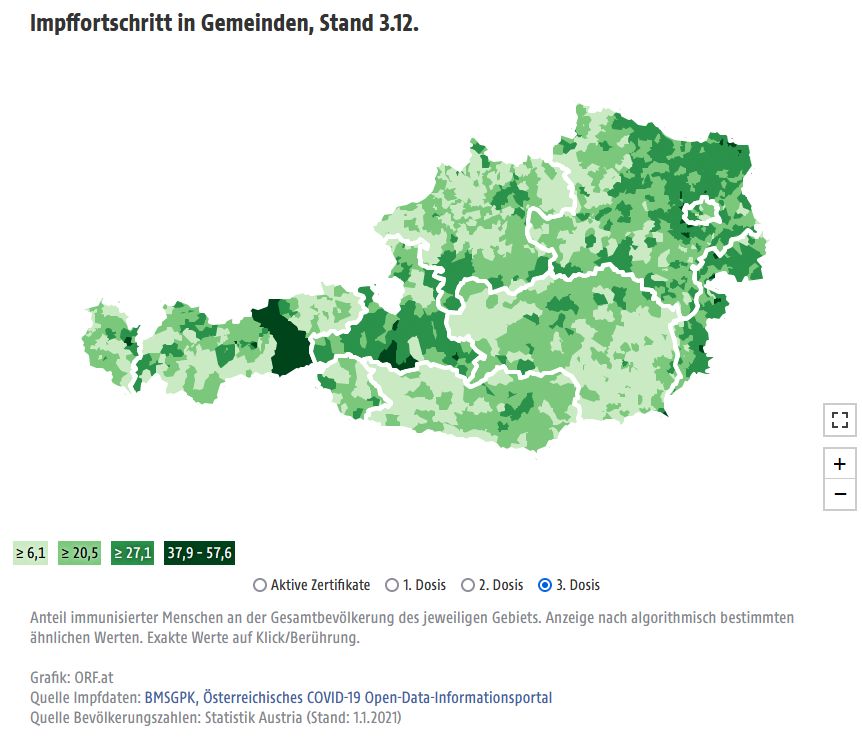 Impffortschritt in Gemeinden, Stand 3.12.
+
−
≥ 6,1 ≥ 20,5 ≥ 27,1 37,9 – 57,6
Aktive Zertifikate 1. Dosis 2. Dosis 3. Dosis
Anteil immunisierter Menschen an der Gesamtbevölkerung des jeweiligen Gebiets. Anzeige nach algorithmisch bestimmten
ähnlichen Werten. Exakte Werte auf Klick/Berührung.
Grafik: ORF.at
Quelle Impfdaten: BMSGPK, Österreichisches COVID-19 Open-Data-Informationsportal
Quelle Bevölkerungszahlen: Statistik Austria (Stand: 1.1.2021)